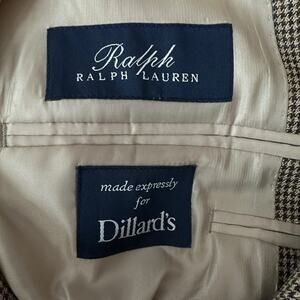 Ralph
RALPH LAUREN
made expressly
for
Dillard's